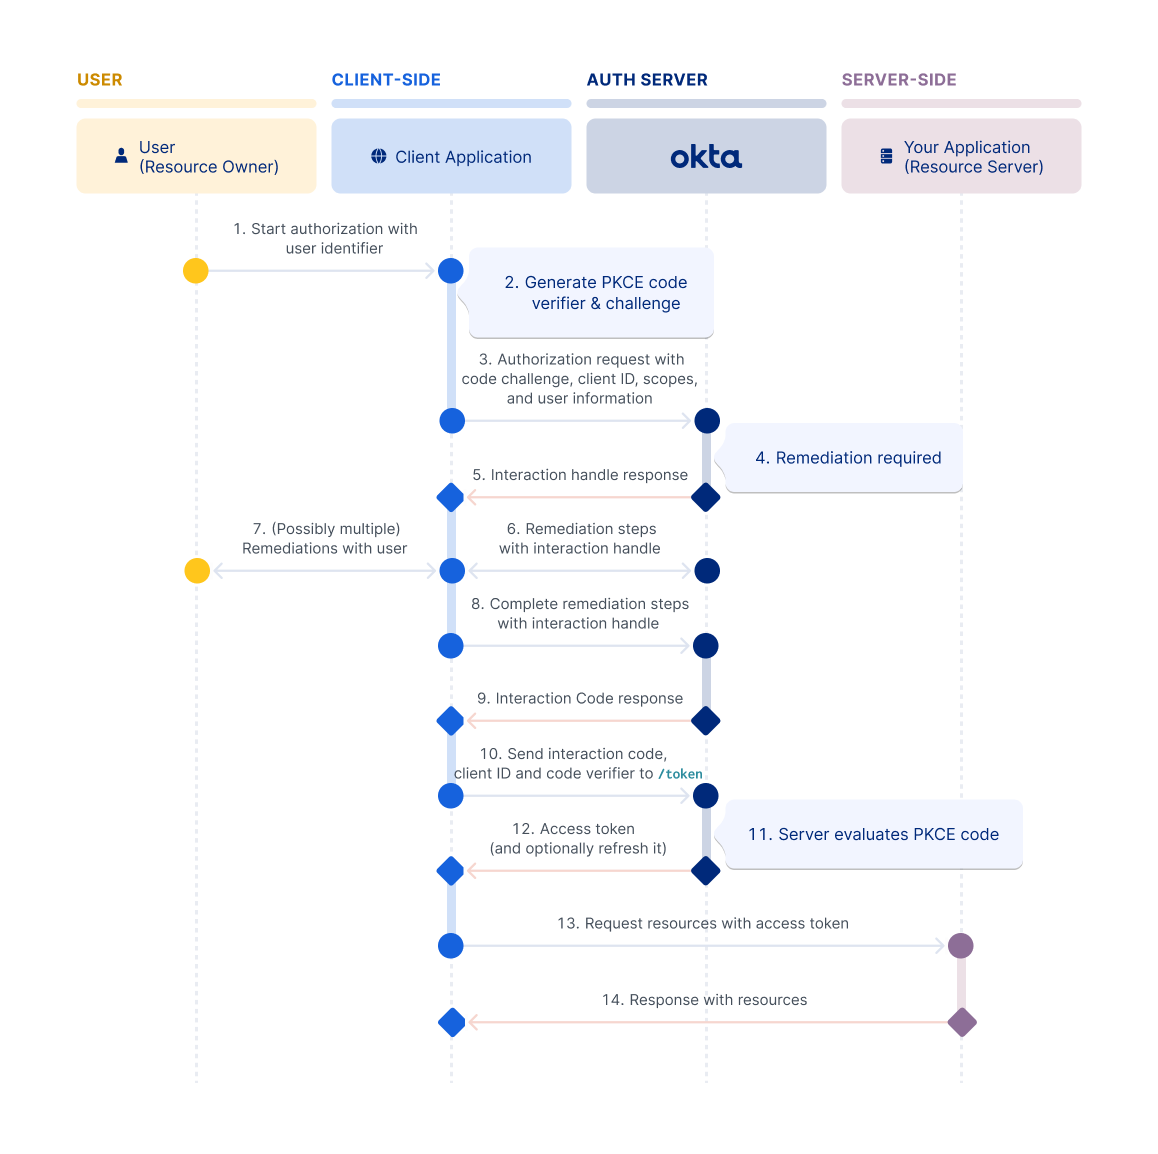 USER
CLIENT-SIDE
AUTH SERVER
SERVER-SIDE
User
(Resource Owner)
Client Application
okta
Your Application
(Resource Server)
1. Start authorization with
user identifier
2. Generate PKCE code
verifier & challenge
3. Authorization request with
code challenge, client ID, scopes,
and user information
4. Remediation required
5. Interaction handle response
7. (Possibly multiple)
Remediations with user
6. Remediation steps
with interaction handle
8. Complete remediation steps
with interaction handle
9. Interaction Code response
10. Send interaction code,
client ID and code verifier to /token
11. Server evaluates PKCE code
12. Access token
(and optionally refresh it)
13. Request resources with access token
14. Response with resources